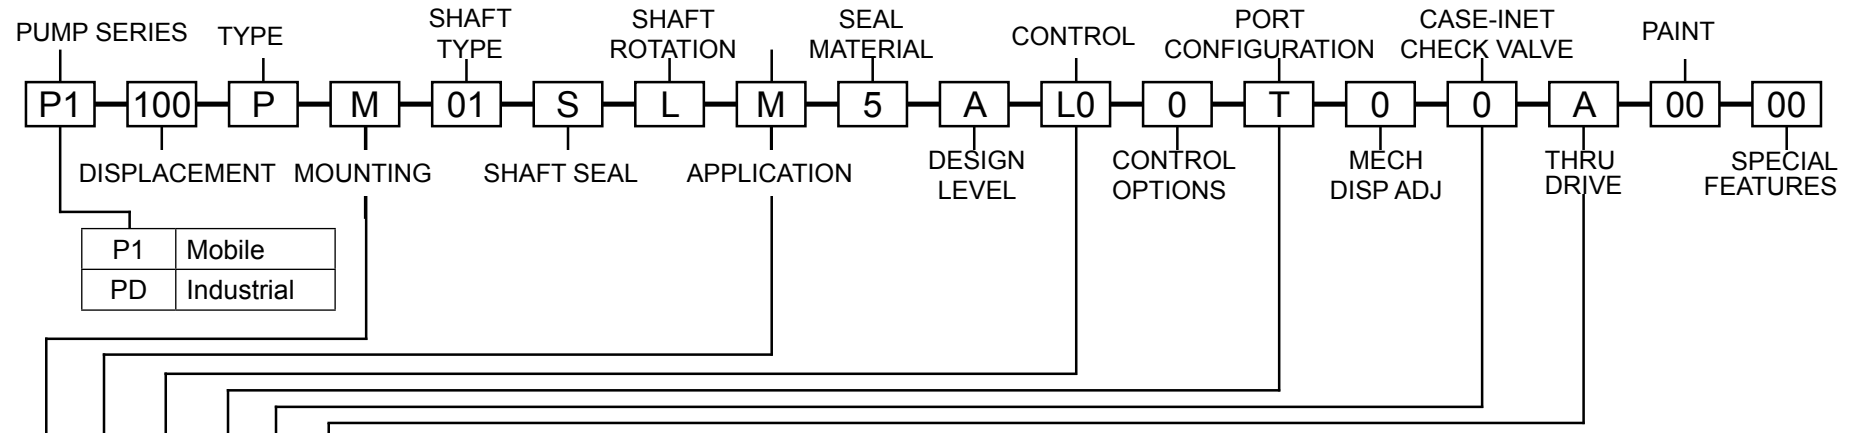 PUMP SERIES
TYPE
SHAFT
TYPE
SHAFT
ROTATION
SEAL
MATERIAL
CONTROL
PORT
CONFIGURATION
CASE-INET
CHECK VALVE
PAINT
P1 100 P M 01 S L M 5 A L0 0 T 0 0 A 00 00
DISPLACEMENT
MOUNTING
SHAFT SEAL
APPLICATION
DESIGN
LEVEL
CONTROL
OPTIONS
MECH
DISP ADJ
THRU
DRIVE
SPECIAL
FEATURES
P1 Mobile
PD Industrial